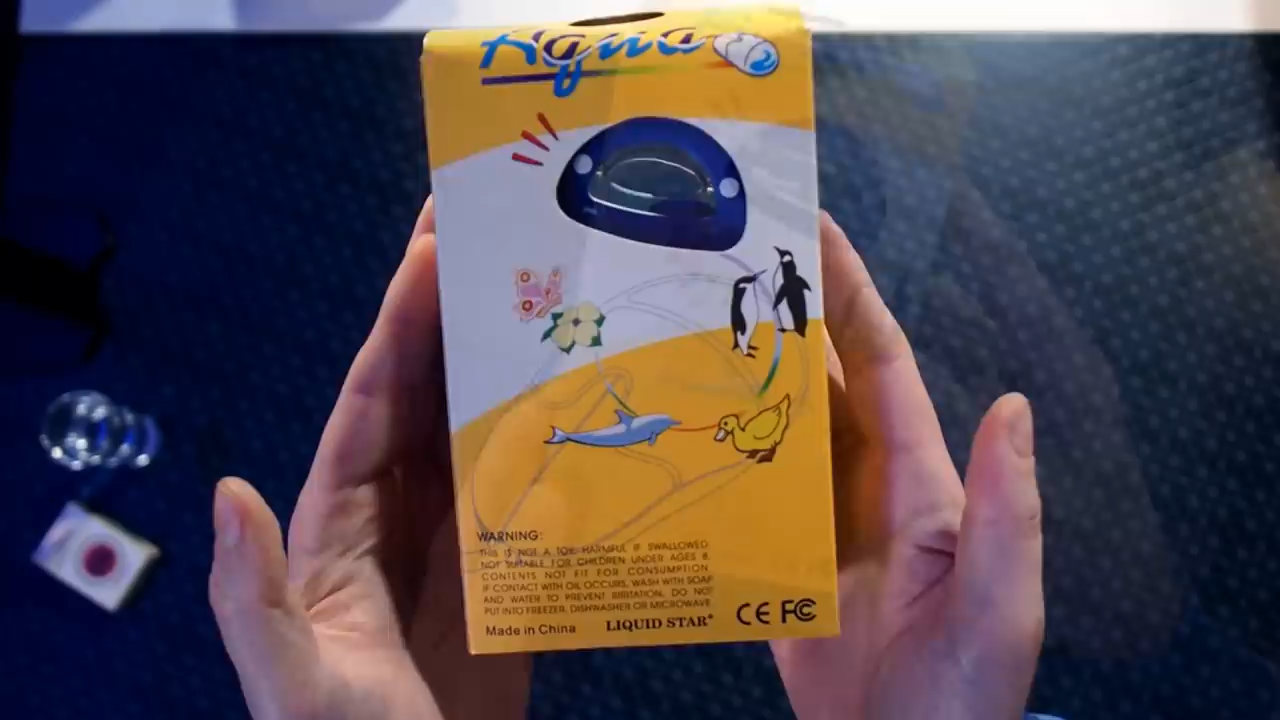 Aqua
WARNING:
THIS IS NOT A TOY. HARMFUL IF SWALLOWED
NOT SUITABLE FOR CHILDREN UNDER AGES 8.
CONTENTS NOT FIT FOR CONSUMPTION
IF CONTACT WITH OIL OCCURS, WASH WITH SOAP
AND WATER TO PREVENT IRRITATION. DO NOT
PUT INTO FREEZER, DISHWASHER OR MICROWAVE
Made in China LIQUID STAR® CE FC